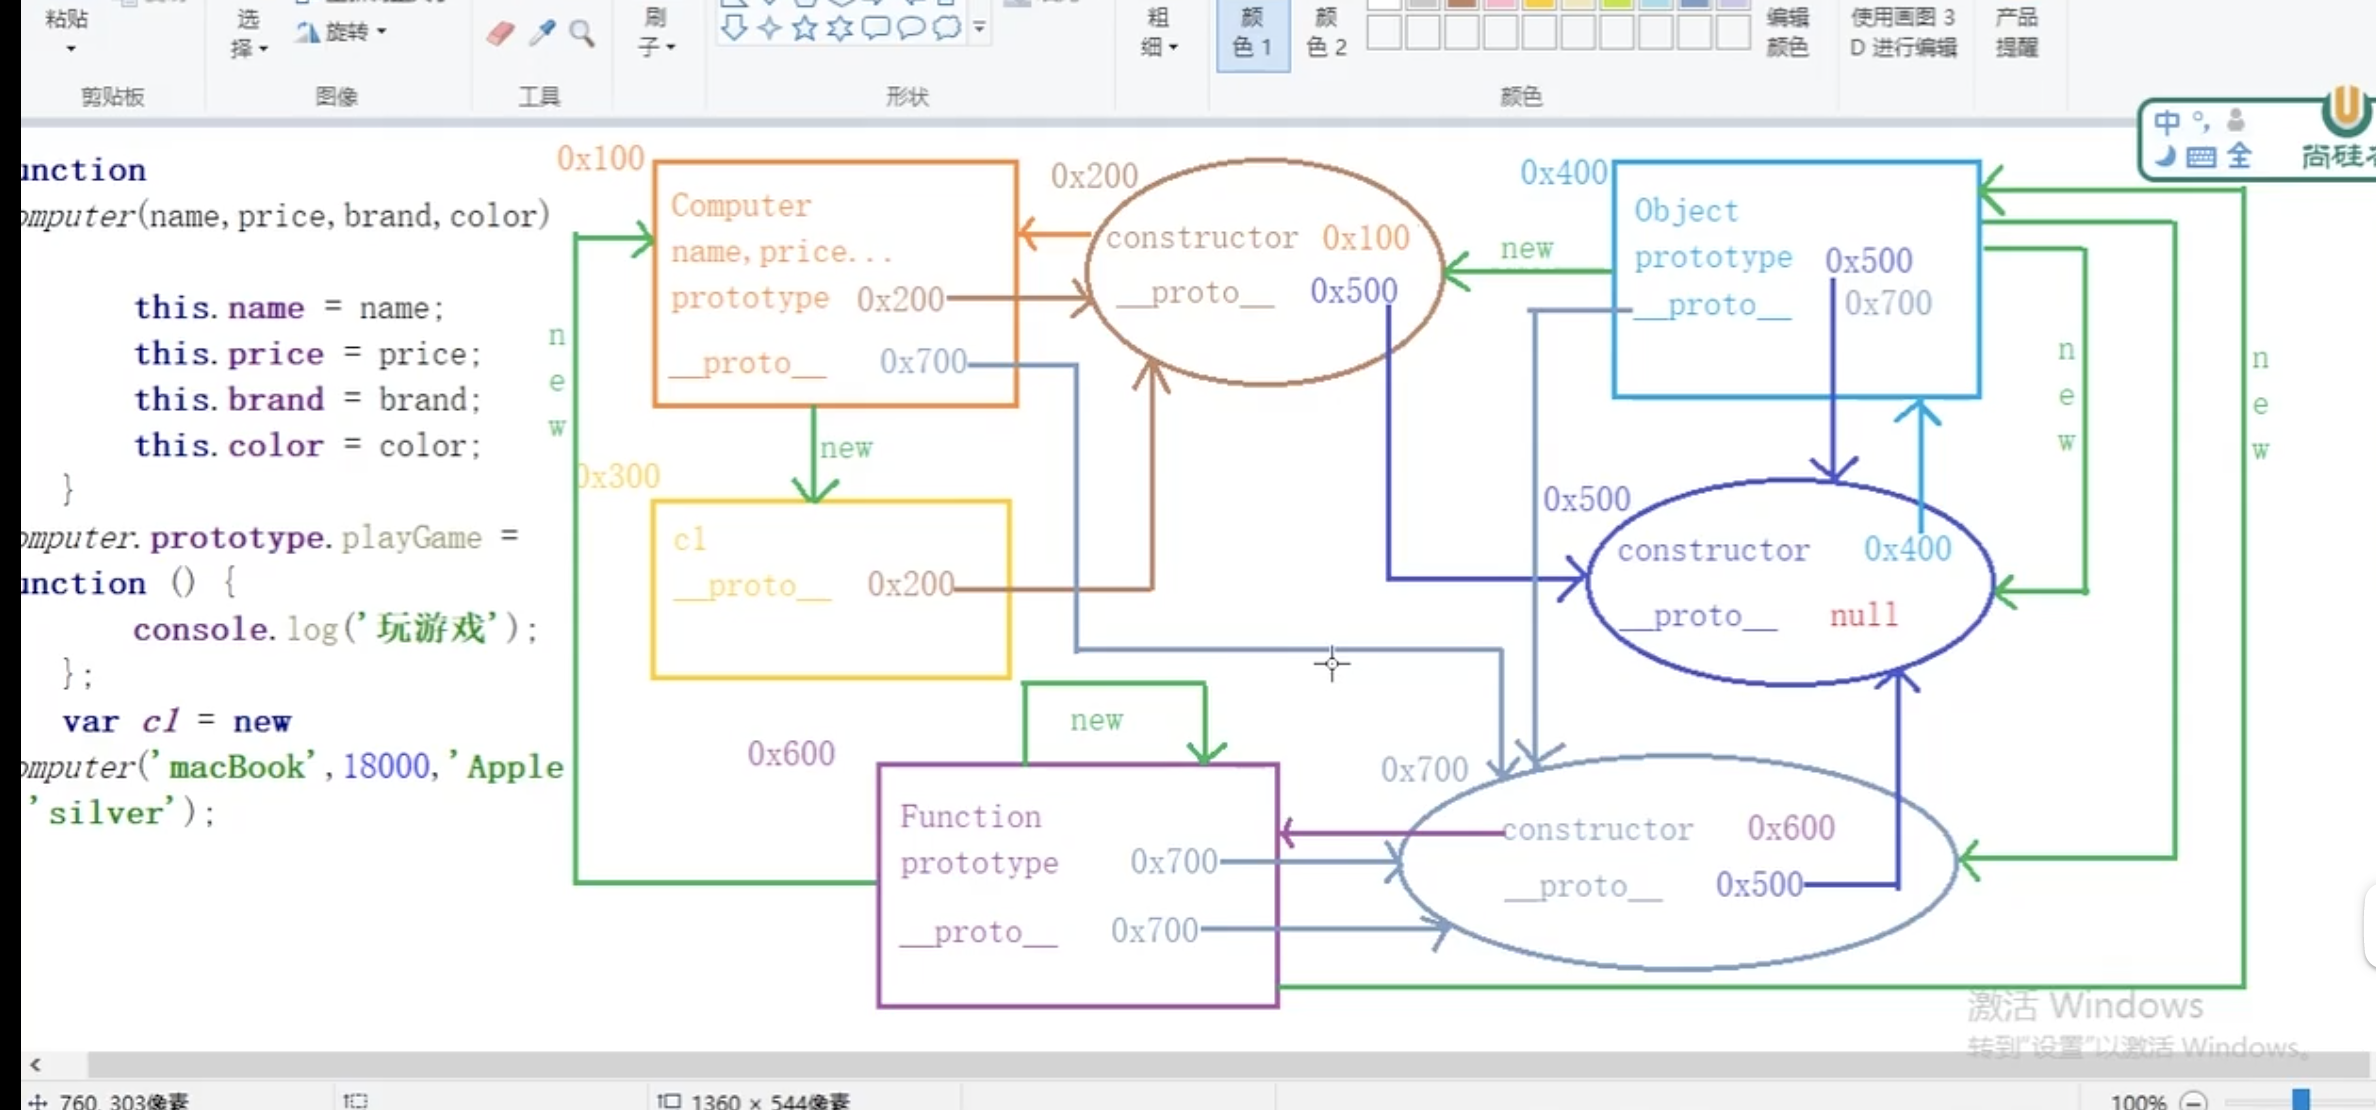 粘贴
选
择
旋转
刷
子
粗
细
颜
色 1
颜
色 2
编辑
颜色
使用画图 3
D 进行编辑
产品
提醒
剪贴板
图像
工具
形状
颜色
中 °,
全
unction
omputer(name,price,brand,color)
this.name = name;
this.price = price;
this.brand = brand;
this.color = color;
}
omputer.prototype.playGame =
unction () {
console.log('玩游戏');
};
var cl = new
omputer('macBook',18000,'Apple
'silver');
0x100
Computer
name,price...
prototype 0x200
__proto__ 0x700
new
new
0x200
constructor 0x100
__proto__ 0x500
new
0x400
Object
prototype 0x500
__proto__ 0x700
new
new
0x300
cl
__proto__ 0x200
0x500
constructor 0x400
__proto__ null
new
0x600
Function
prototype 0x700
__proto__ 0x700
0x700
constructor 0x600
__proto__ 0x500
激活 Windows
转到"设置"以激活 Windows。
760, 303像素
1360 × 544像素
100%